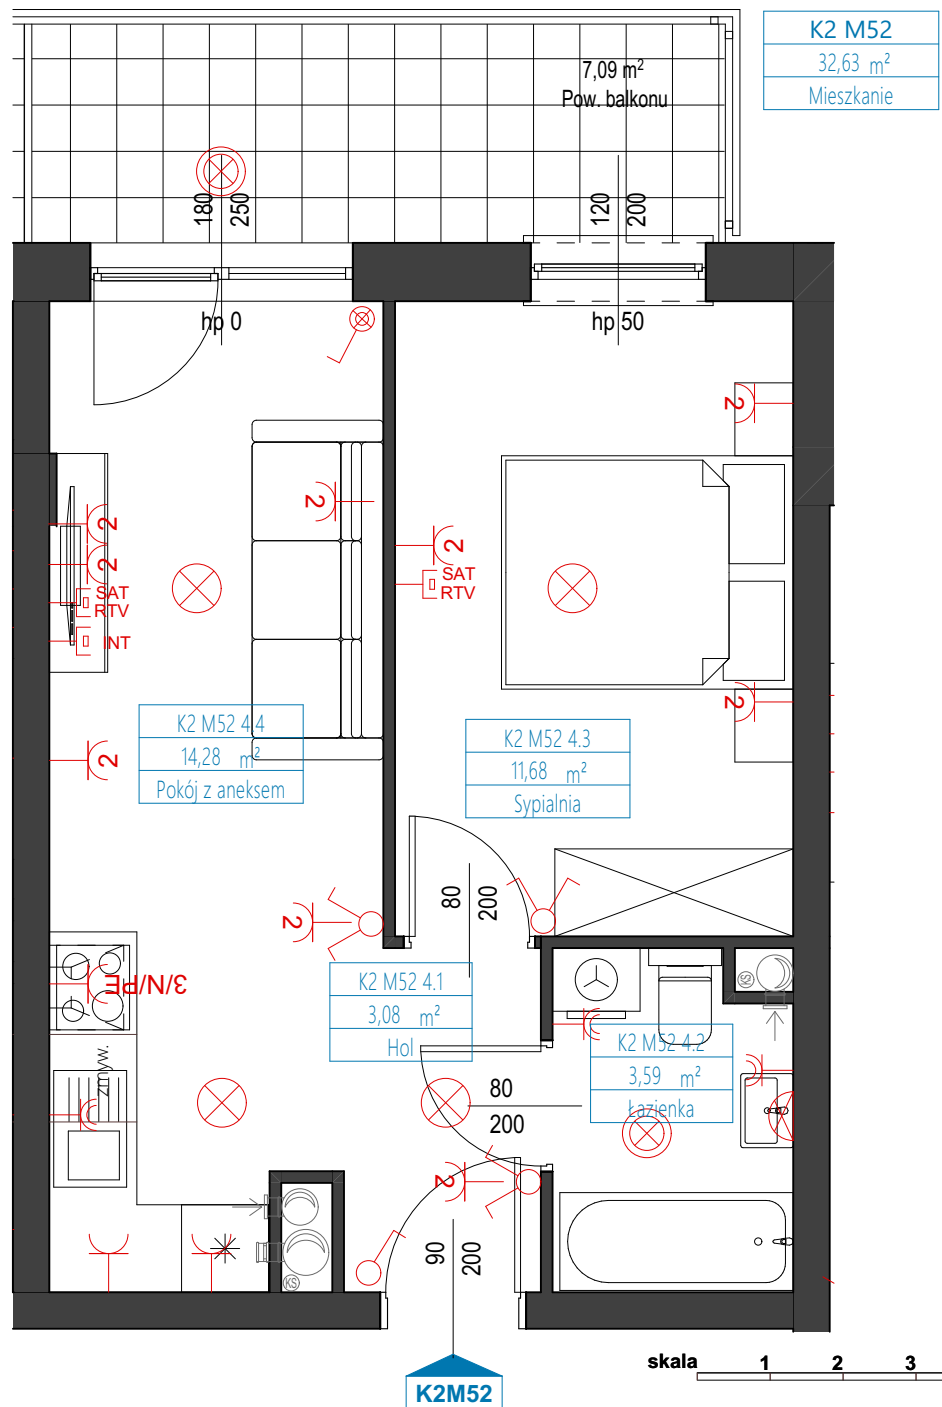 K2 M52
32,63 m²
Mieszkanie
7,09 m²
Pow. balkonu
180
250
120
200
hp 0
hp 50
2
2
2
2
SAT
RTV
INT
2
SAT
RTV
2
2
K2 M52 4.4
14,28 m²
Pokój z aneksem
K2 M52 4.3
11,68 m²
Sypialnia
80
200
2
3/N/PE
K2 M52 4.1
3,08 m²
Hol
KS
K2 M52 4.2
3,59 m²
Łazienka
zmyw.
80
200
2
90
200
KS
K2M52
skala 1 2 3